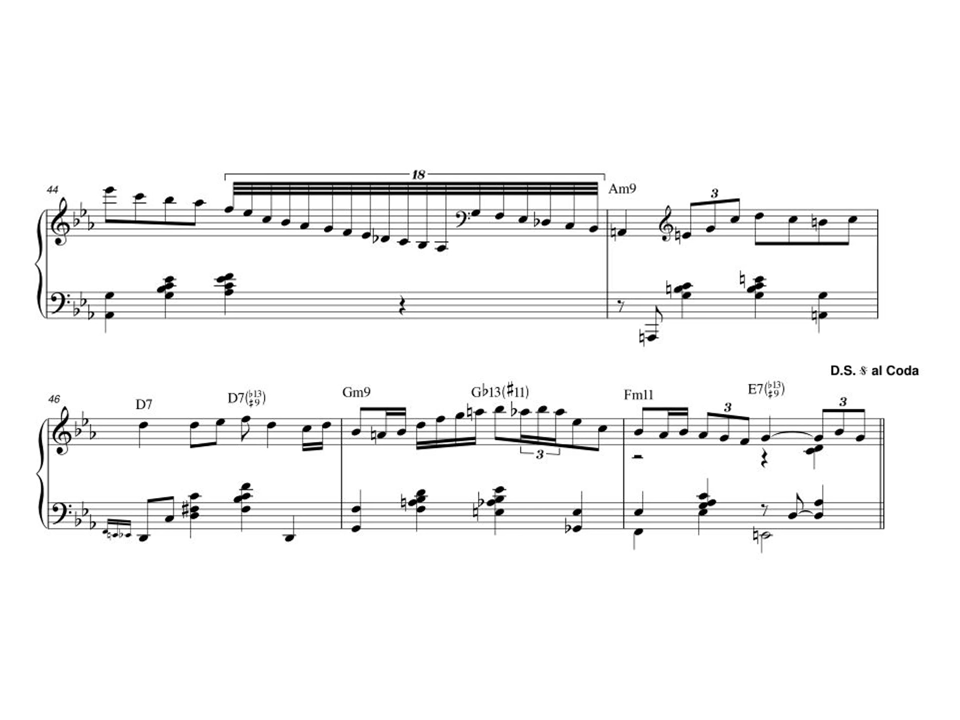 18
44
Am9
3
D.S. 𝄋 al Coda
46
D7
D7(♭13 ♯9)
Gm9
G♭13(♯11)
Fm11
E7(♭13 ♯9)
3
3
3